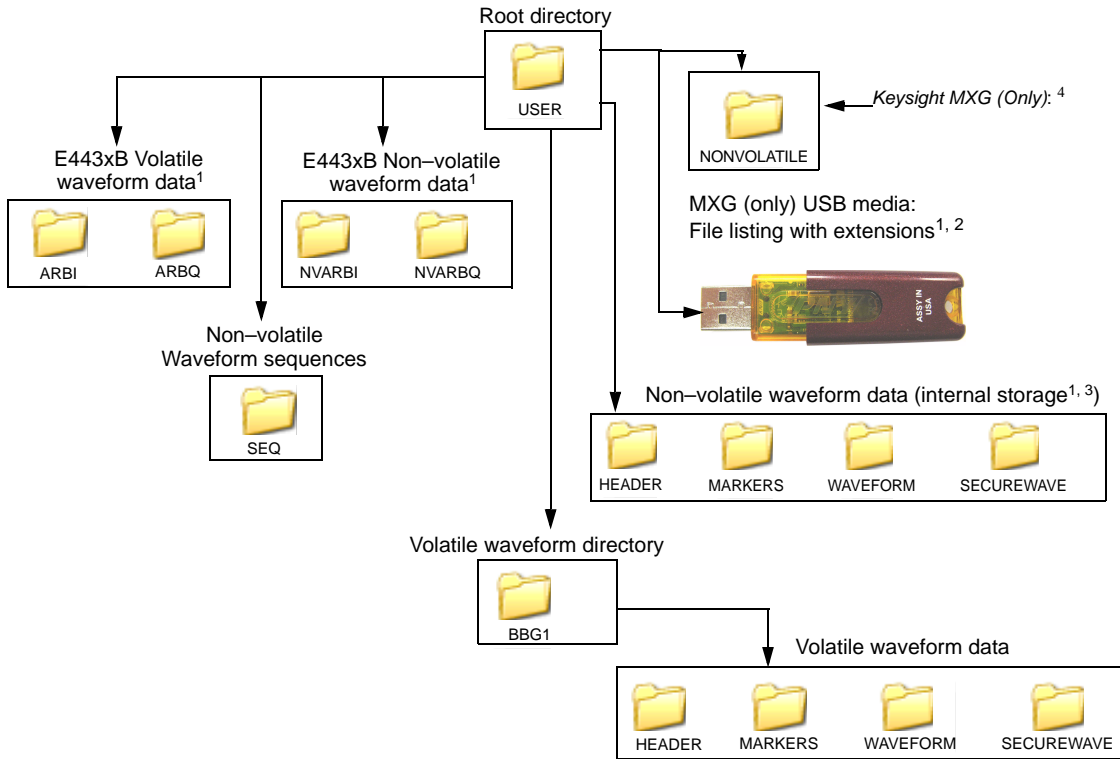 Root directory
USER
Keysight MXG (Only): 4
NONVOLATILE
E443xB Volatile
waveform data1
ARBI
ARBQ
E443xB Non–volatile
waveform data1
NVARBI
NVARBQ
MXG (only) USB media:
File listing with extensions1, 2
ASSY IN
USA
Non–volatile
Waveform sequences
SEQ
Non–volatile waveform data (internal storage1, 3)
HEADER
MARKERS
WAVEFORM
SECUREWAVE
Volatile waveform directory
BBG1
Volatile waveform data
HEADER
MARKERS
WAVEFORM
SECUREWAVE